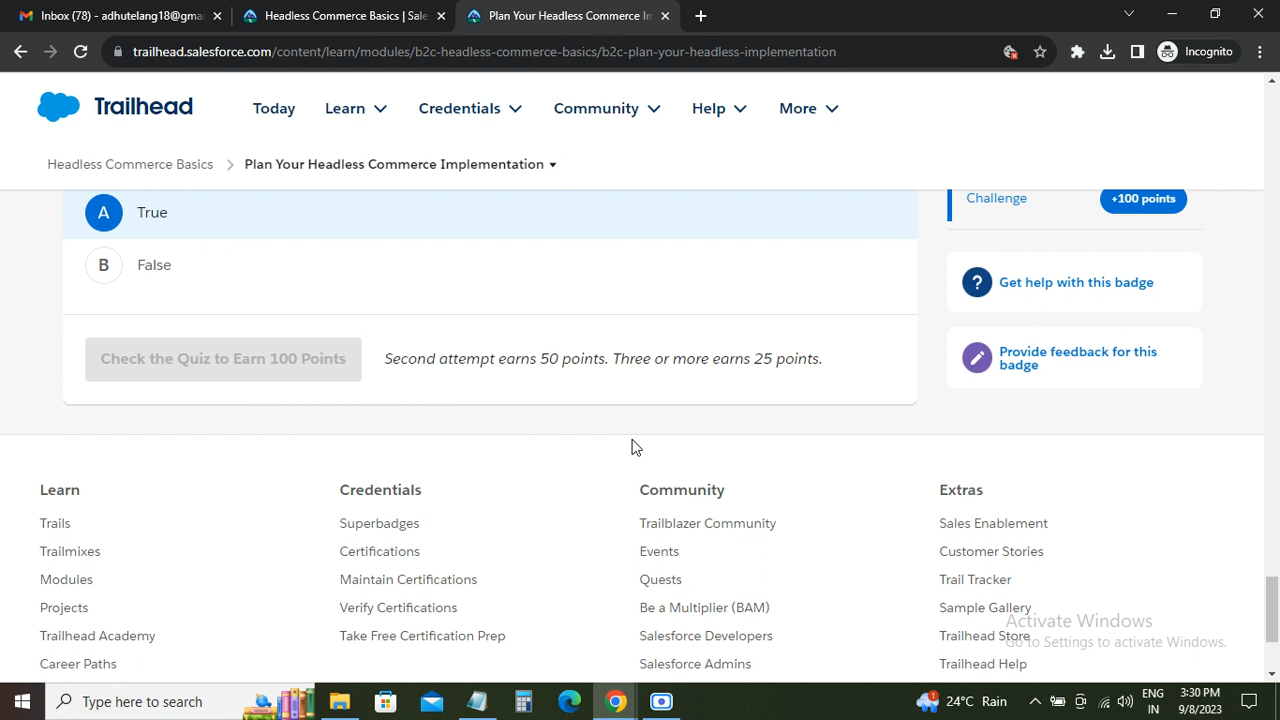 Inbox (78) - adhutelang18@gmai
Headless Commerce Basics | Sales
Plan Your Headless Commerce Im
trailhead.salesforce.com/content/learn/modules/b2c-headless-commerce-basics/b2c-plan-your-headless-implementation
Incognito
Trailhead
Today Learn Credentials Community Help More
Headless Commerce Basics > Plan Your Headless Commerce Implementation
A True
B False
Check the Quiz to Earn 100 Points
Second attempt earns 50 points. Three or more earns 25 points.
Challenge
+100 points
? Get help with this badge
Provide feedback for this
badge
Learn
Trails
Trailmixes
Modules
Projects
Trailhead Academy
Career Paths
Credentials
Superbadges
Certifications
Maintain Certifications
Verify Certifications
Take Free Certification Prep
Community
Trailblazer Community
Events
Quests
Be a Multiplier (BAM)
Salesforce Developers
Salesforce Admins
Extras
Sales Enablement
Customer Stories
Trail Tracker
Sample Gallery
Trailhead Store
Trailhead Help
Activate Windows
Go to Settings to activate Windows.
Type here to search
1
24°C Rain
ENG
IN
3:30 PM
9/8/2023